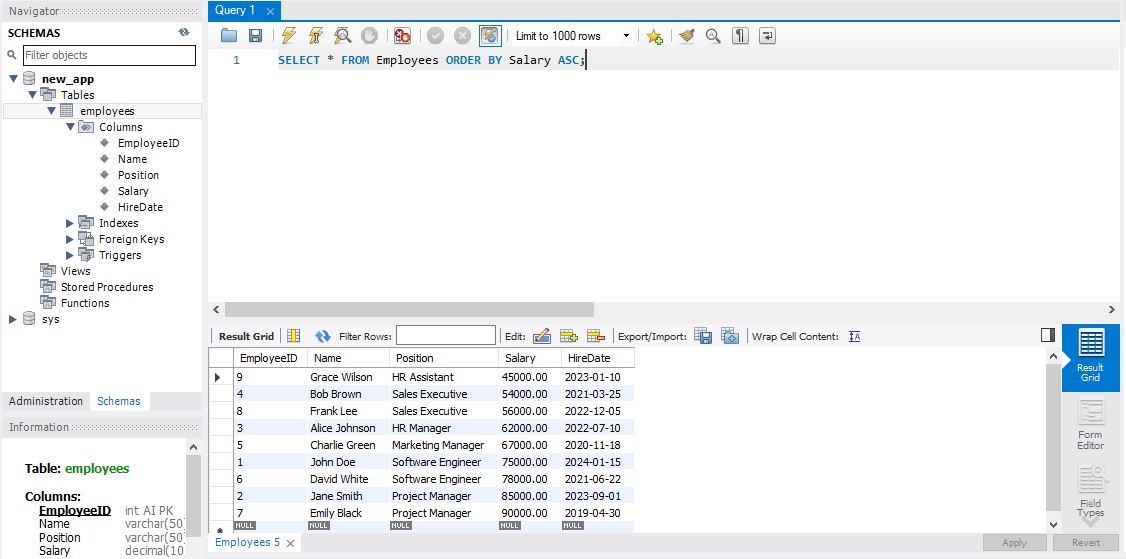 Navigator
SCHEMAS
Filter objects
new_app
Tables
employees
Columns
EmployeeID
Name
Position
Salary
HireDate
Indexes
Foreign Keys
Triggers
Views
Stored Procedures
Functions
sys
Administration Schemas
Information
Table: employees
Columns:
EmployeeID int AI PK
Name varchar(50)
Position varchar(50)
Salary decimal(10
Query 1
Limit to 1000 rows
1 SELECT * FROM Employees ORDER BY Salary ASC;
Result Grid Filter Rows: Edit: Export/Import: Wrap Cell Content: IA
EmployeeID Name Position Salary HireDate
9 Grace Wilson HR Assistant 45000.00 2023-01-10
4 Bob Brown Sales Executive 54000.00 2021-03-25
8 Frank Lee Sales Executive 56000.00 2022-12-05
3 Alice Johnson HR Manager 62000.00 2022-07-10
5 Charlie Green Marketing Manager 67000.00 2020-11-18
1 John Doe Software Engineer 75000.00 2024-01-15
6 David White Software Engineer 78000.00 2021-06-22
2 Jane Smith Project Manager 85000.00 2023-09-01
7 Emily Black Project Manager 90000.00 2019-04-30
NULL NULL NULL NULL NULL
Result
Grid
Form
Editor
Field
Types
Employees 5
Apply Revert